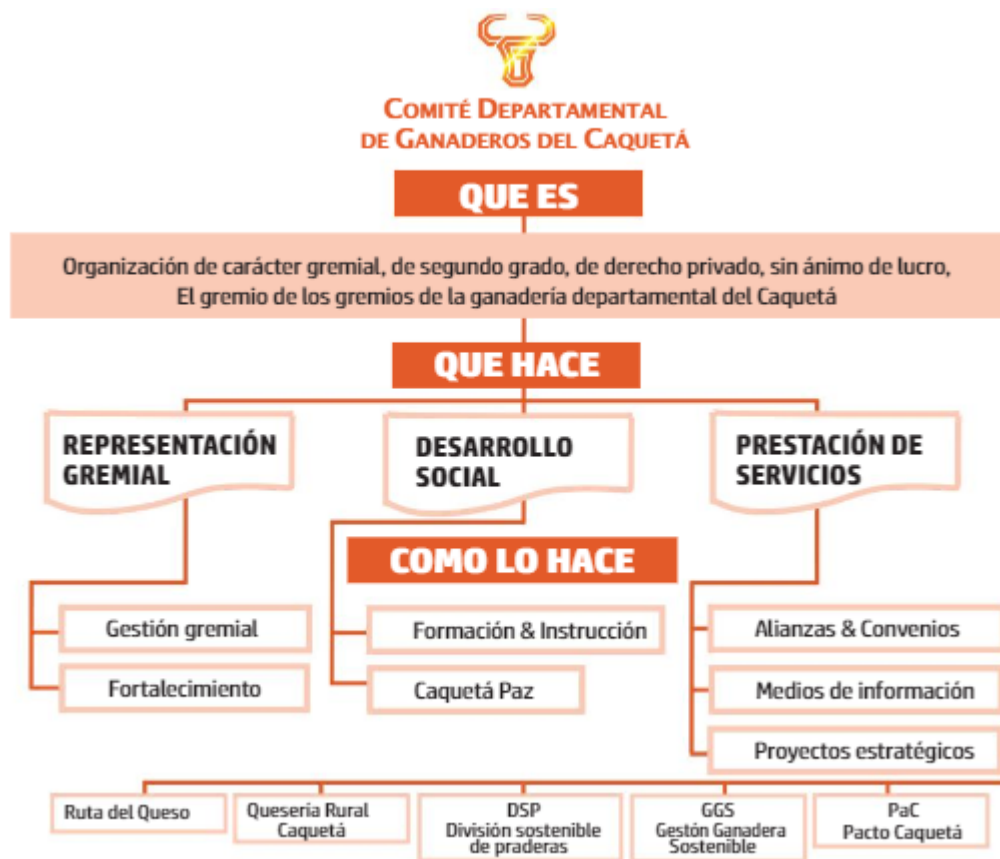 COMITÉ DEPARTAMENTAL
DE GANADEROS DEL CAQUETÁ
QUE ES
Organización de carácter gremial, de segundo grado, de derecho privado, sin ánimo de lucro,
El gremio de los gremios de la ganadería departamental del Caquetá
QUE HACE
REPRESENTACIÓN
GREMIAL
DESARROLLO
SOCIAL
PRESTACIÓN DE
SERVICIOS
COMO LO HACE
Gestión gremial
Fortalecimiento
Formación & Instrucción
Caquetá Paz
Alianzas & Convenios
Medios de información
Proyectos estratégicos
Ruta del Queso
Quesería Rural
Caquetá
DSP
División sostenible
de praderas
GGS
Gestón Ganadera
Sostenible
PaC
Pacto Caquetá